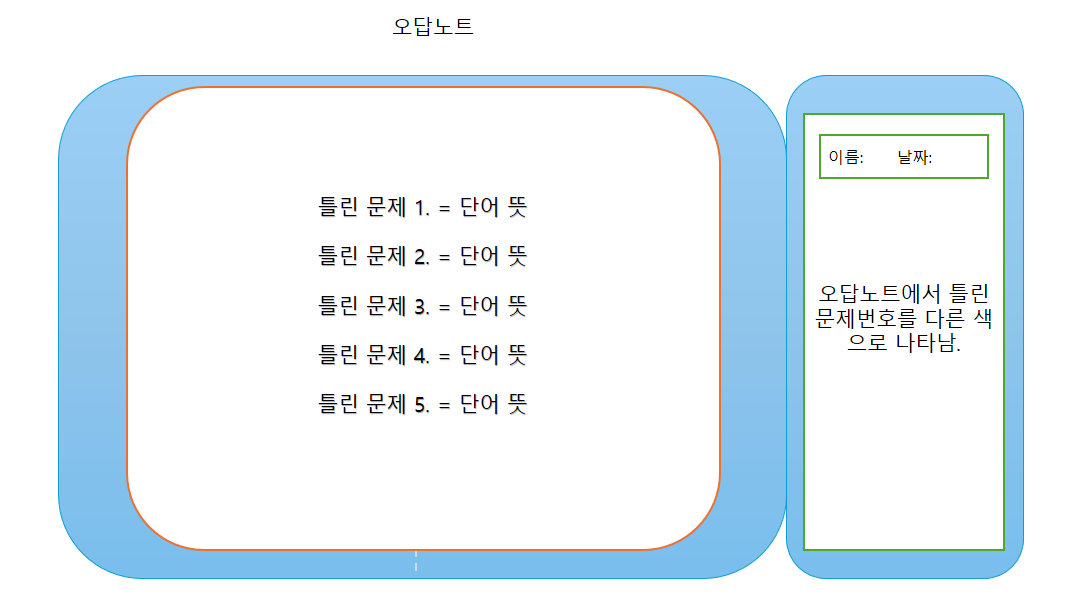 오답노트
틀린 문제 1. = 단어 뜻
틀린 문제 2. = 단어 뜻
틀린 문제 3. = 단어 뜻
틀린 문제 4. = 단어 뜻
틀린 문제 5. = 단어 뜻
이름: 날짜:
오답노트에서 틀린
문제번호를 다른 색
으로 나타남.